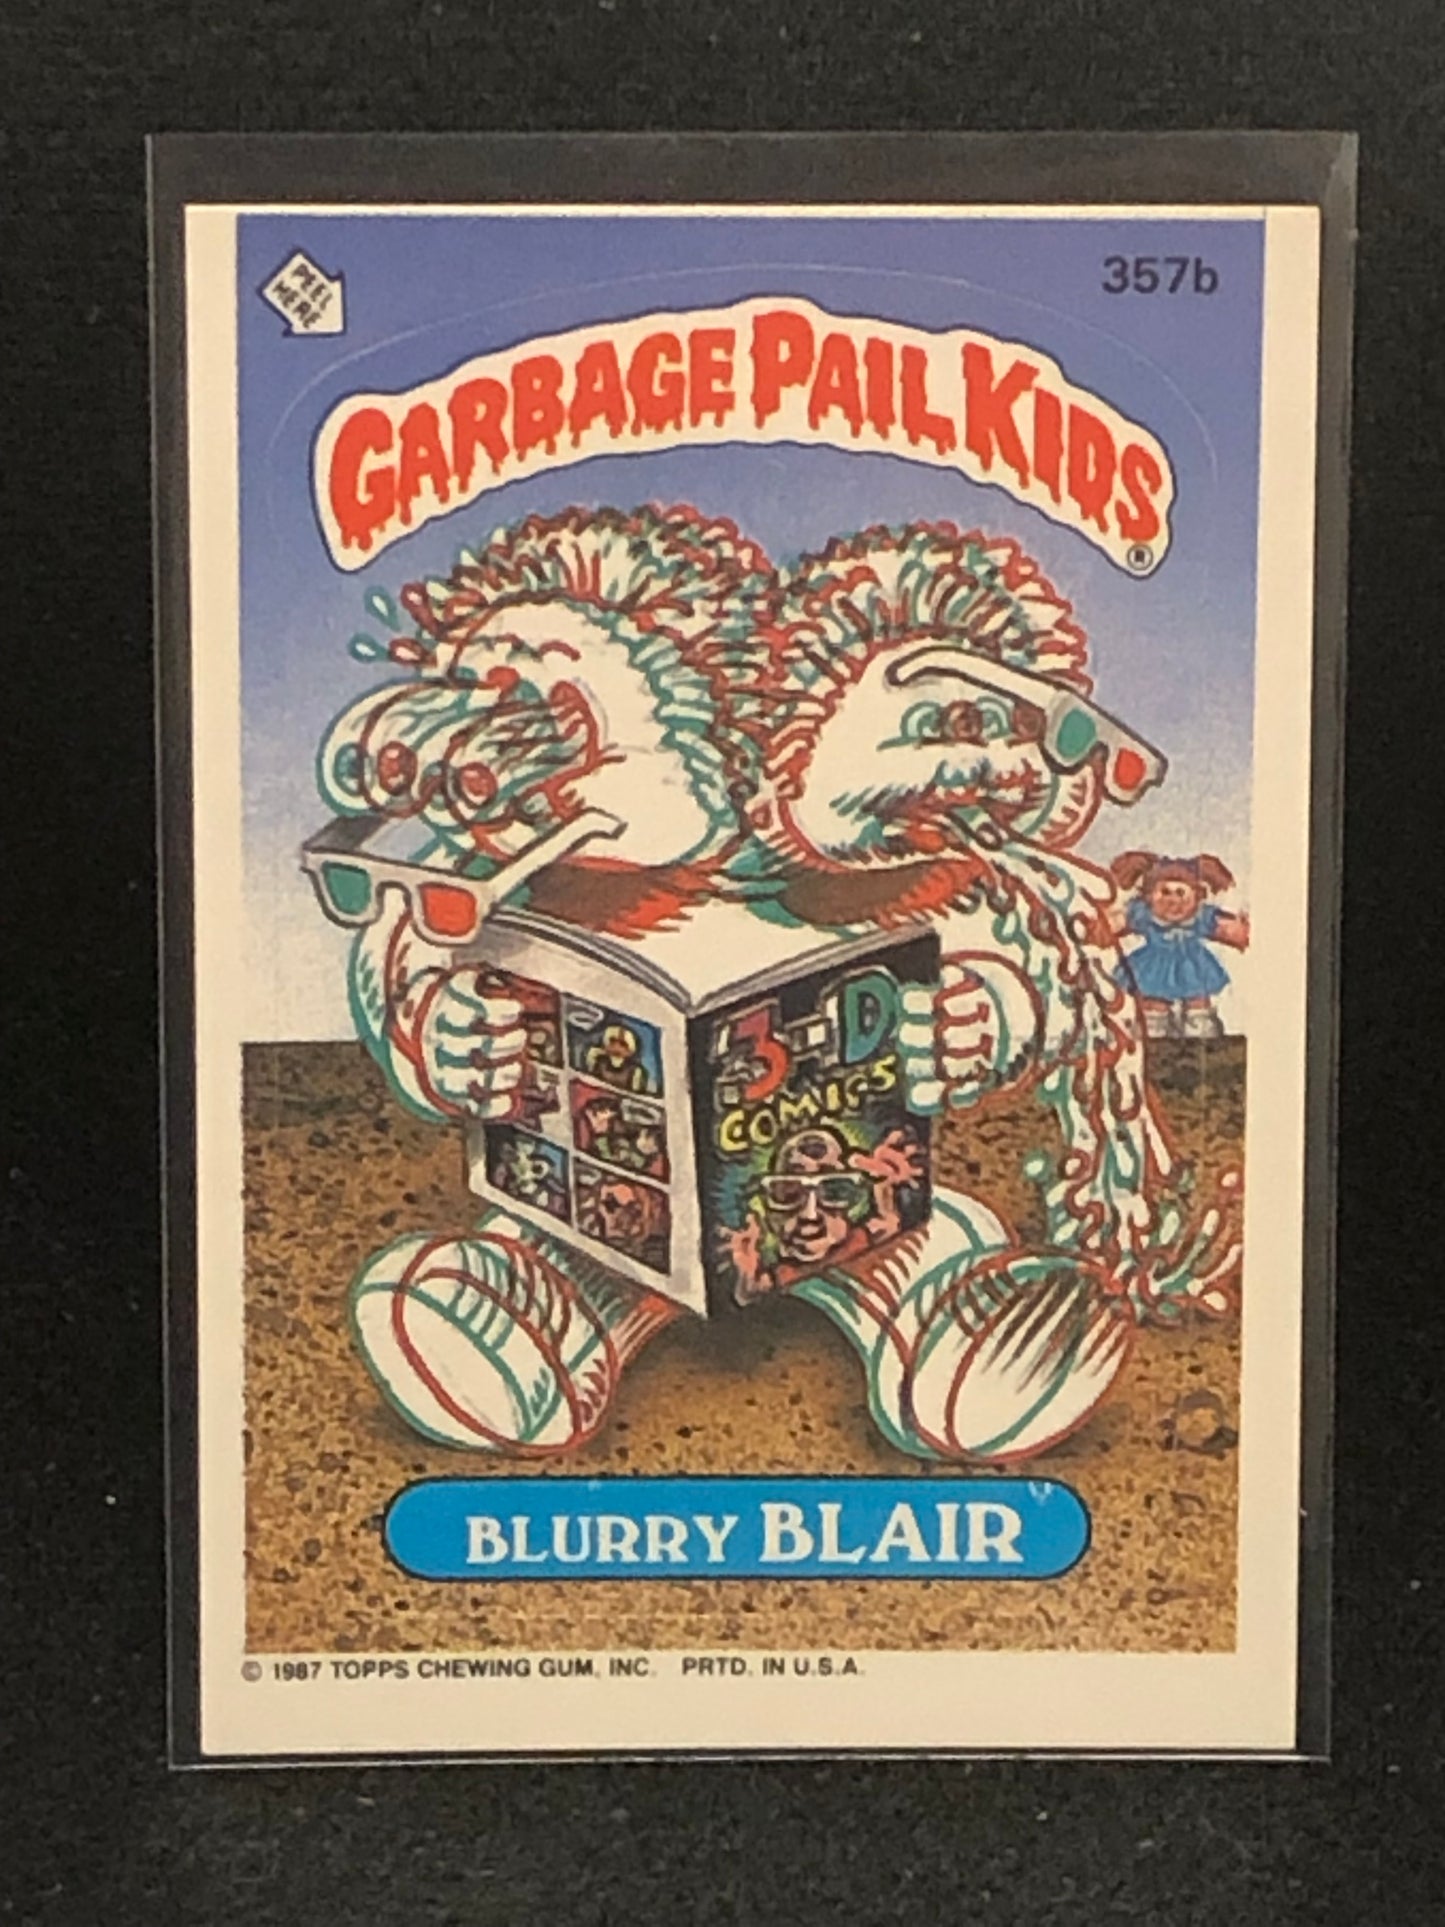 PEEL
HERE
357b
GARBAGE PAIL KIDS
®
3-D
COMICS
BLURRY BLAIR
© 1987 TOPPS CHEWING GUM, INC. PRTD. IN U.S.A.